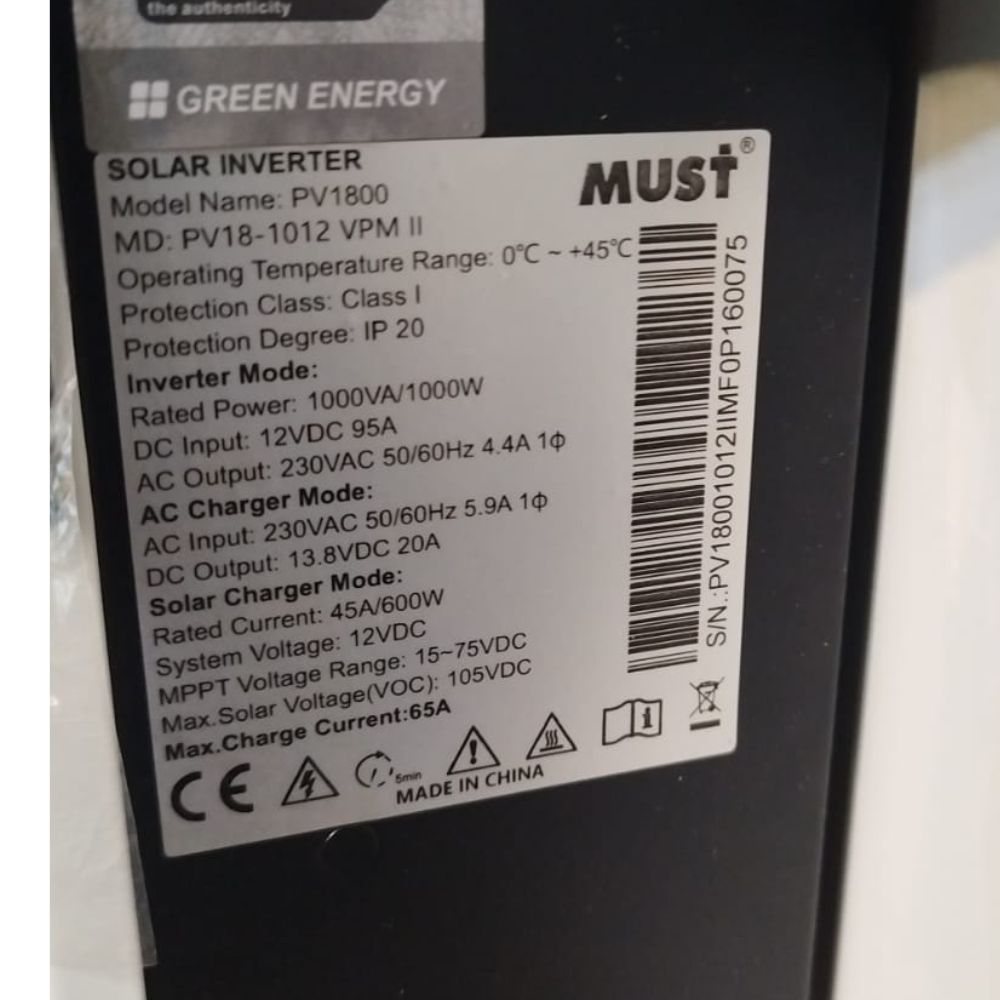 the authenticity
GREEN ENERGY
SOLAR INVERTER
MUST®
Model Name: PV1800
MD: PV18-1012 VPM II
Operating Temperature Range: 0℃ ~ +45℃
Protection Class: Class I
Protection Degree: IP 20
Inverter Mode:
Rated Power: 1000VA/1000W
DC Input: 12VDC 95A
AC Output: 230VAC 50/60Hz 4.4A 1ф
AC Charger Mode:
AC Input: 230VAC 50/60Hz 5.9A 1ф
DC Output: 13.8VDC 20A
Solar Charger Mode:
Rated Current: 45A/600W
System Voltage: 12VDC
MPPT Voltage Range: 15~75VDC
Max.Solar Voltage(VOC): 105VDC
Max.Charge Current:65A
S/N.:PV18001012IIMF0P160075
CE
5min
MADE IN CHINA